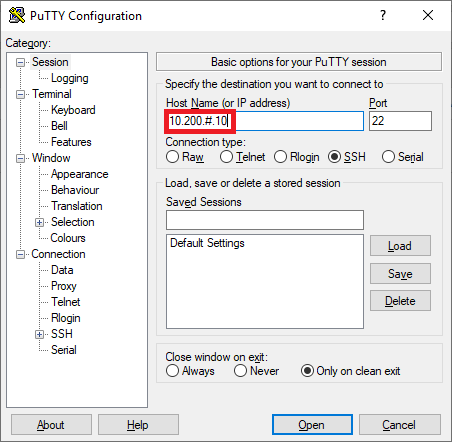 PuTTY Configuration
Category:
Session
Logging
Terminal
Keyboard
Bell
Features
Window
Appearance
Behaviour
Translation
Selection
Colours
Connection
Data
Proxy
Telnet
Rlogin
SSH
Serial
Basic options for your PuTTY session
Specify the destination you want to connect to
Host Name (or IP address) Port
10.200.#.10 22
Connection type:
Raw Telnet Rlogin SSH Serial
Load, save or delete a stored session
Saved Sessions
Default Settings
Load
Save
Delete
Close window on exit:
Always Never Only on clean exit
About Help Open Cancel